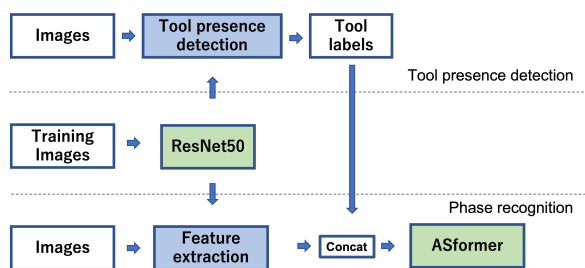 Images
Tool presence
detection
Tool
labels
Tool presence detection
Training
Images
ResNet50
Phase recognition
Images
Feature
extraction
Concat
ASformer